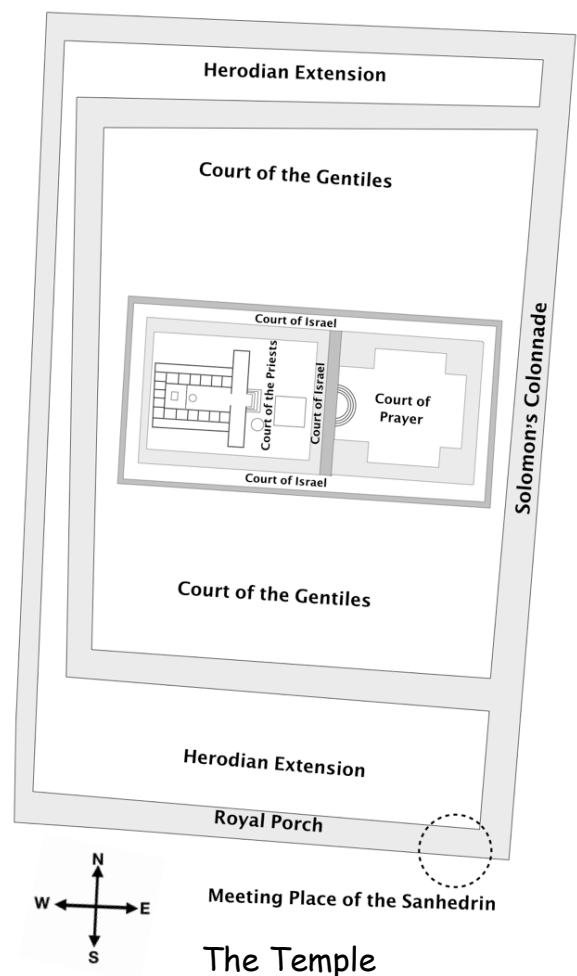 Herodian Extension
Court of the Gentiles
Solomon's Colonnade
Court of Israel
Court of the Priests
Court of Israel
Court of
Prayer
Court of Israel
Court of the Gentiles
Herodian Extension
Royal Porch
N
W
E
S
Meeting Place of the Sanhedrin
The Temple